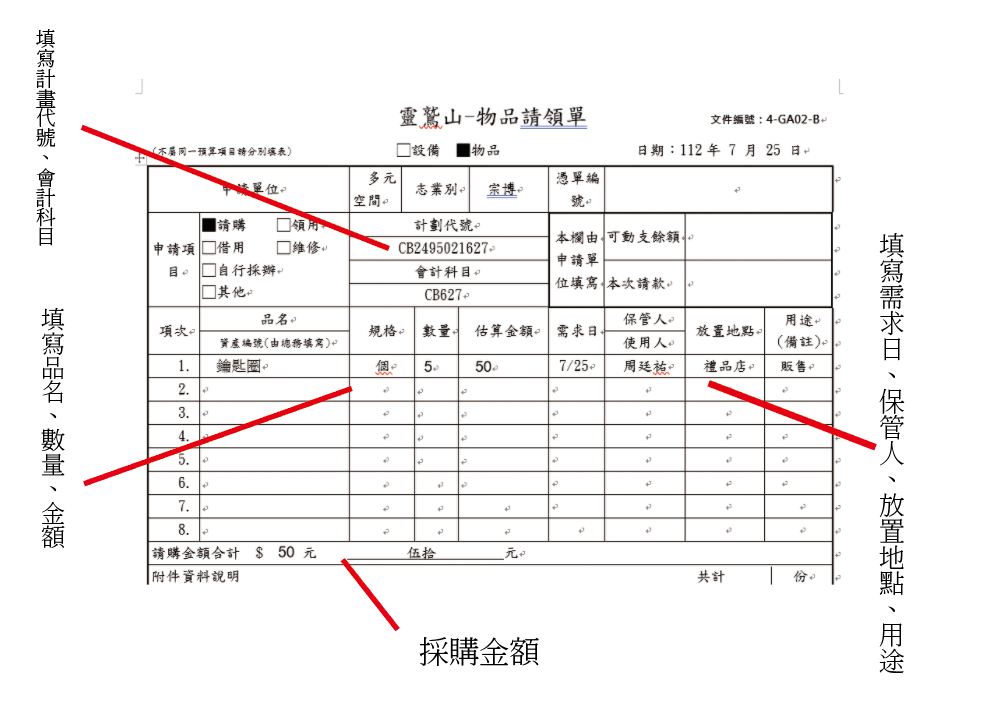 填寫計畫代號、會計科目
靈鷲山-物品請領單
文件編號：4-GA02-B
(不屬同一預算項目請分別填表)
□設備 ■物品
日期：112 年 7 月 25 日
申請單位
多元空間
志業別
宗博
憑單編號
申請項目
■請購 □領用
□借用 □維修
□自行採辦
□其他
計劃代號
CB2495021627
會計科目
CB627
本欄由申請單位填寫
可動支餘額
本次請款
項次
品名
資產編號(由總務填寫)
規格
數量
估算金額
需求日
保管人
使用人
放置地點
用途(備註)
1. 鑰匙圈 個 5 50 7/25 周廷祐 禮品店 販售
2.
3.
4.
5.
6.
7.
8.
請購金額合計 $ 50 元 伍拾 元
附件資料說明 共計 份
填寫品名、數量、金額
填寫需求日、保管人、放置地點、用途
採購金額